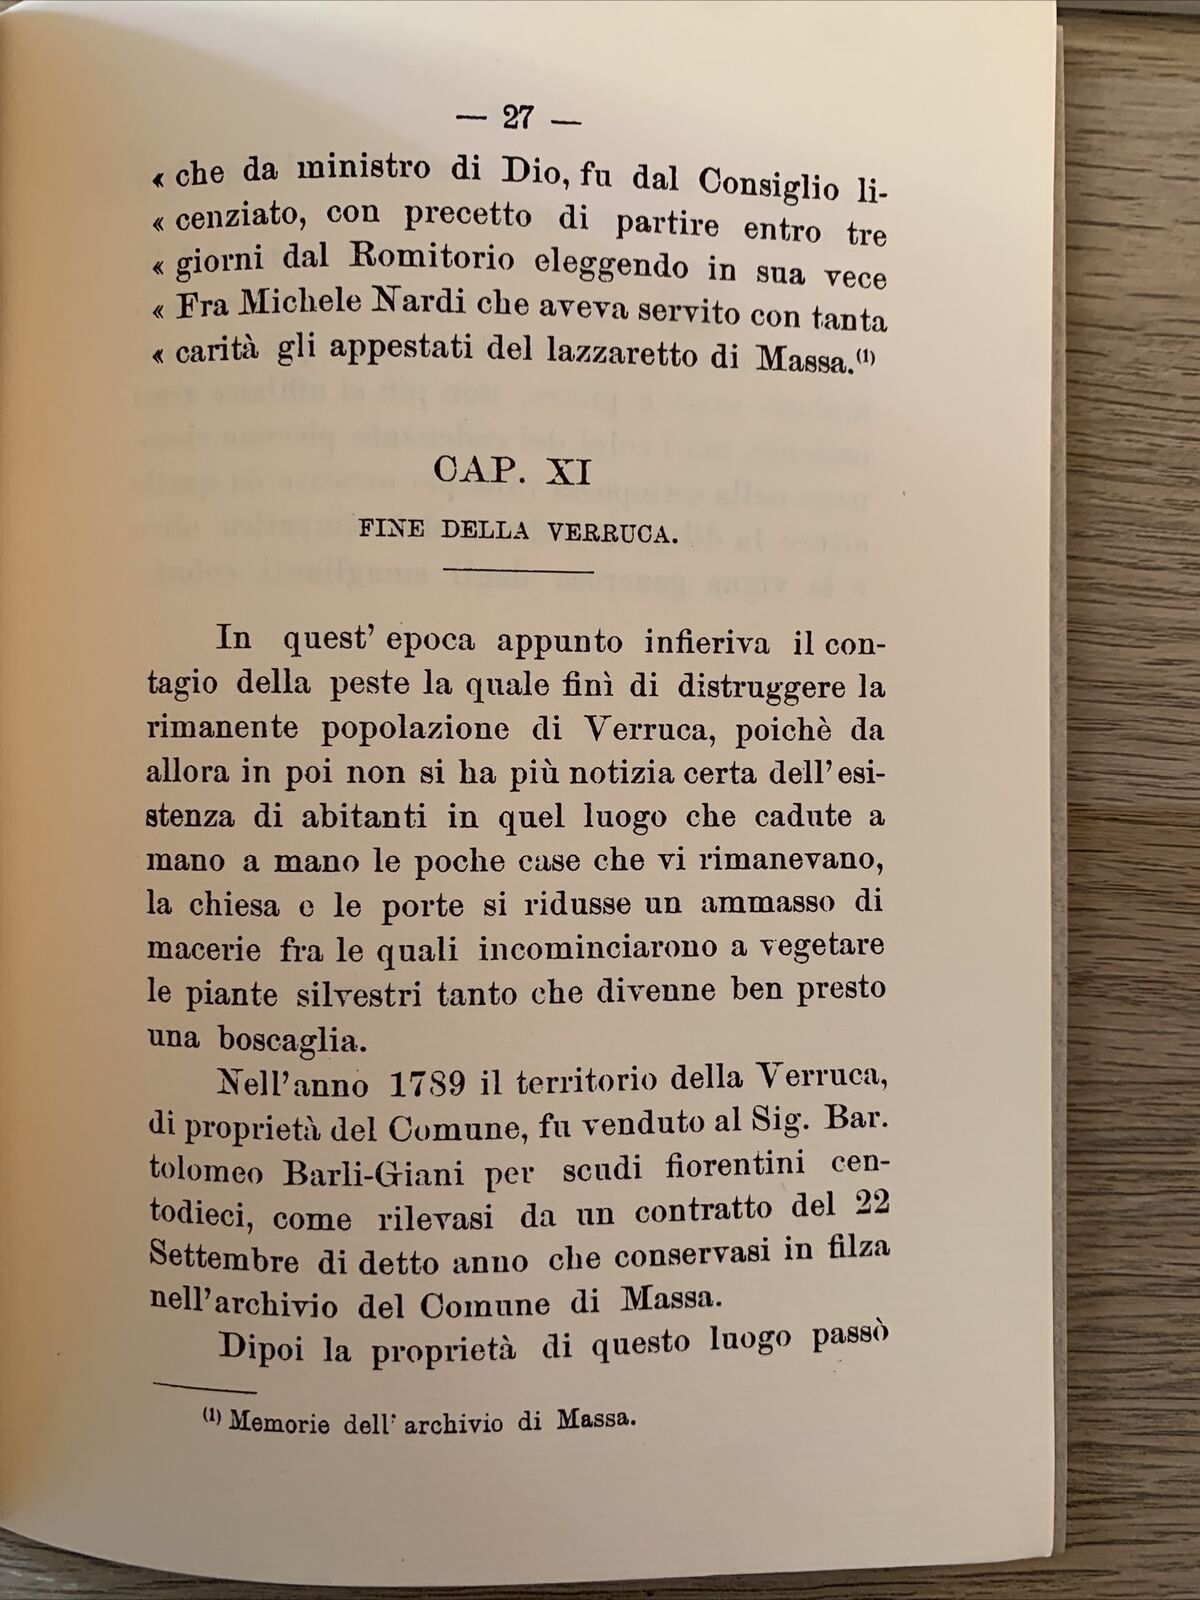 — 27 —
« che da ministro di Dio, fu dal Consiglio li-
« cenziato, con precetto di partire entro tre
« giorni dal Romitorio eleggendo in sua vece
« Fra Michele Nardi che aveva servito con tanta
« carità gli appestati del lazzaretto di Massa.(1)
CAP. XI
FINE DELLA VERRUCA.
In quest' epoca appunto infieriva il con-
tagio della peste la quale finì di distruggere la
rimanente popolazione di Verruca, poichè da
allora in poi non si ha più notizia certa dell'esi-
stenza di abitanti in quel luogo che cadute a
mano a mano le poche case che vi rimanevano,
la chiesa e le porte si ridusse un ammasso di
macerie fra le quali incominciarono a vegetare
le piante silvestri tanto che divenne ben presto
una boscaglia.
Nell'anno 1789 il territorio della Verruca,
di proprietà del Comune, fu venduto al Sig. Bar.
tolomeo Barli-Giani per scudi fiorentini cen-
todieci, come rilevasi da un contratto del 22
Settembre di detto anno che conservasi in filza
nell'archivio del Comune di Massa.
Dipoi la proprietà di questo luogo passò
(1) Memorie dell' archivio di Massa.